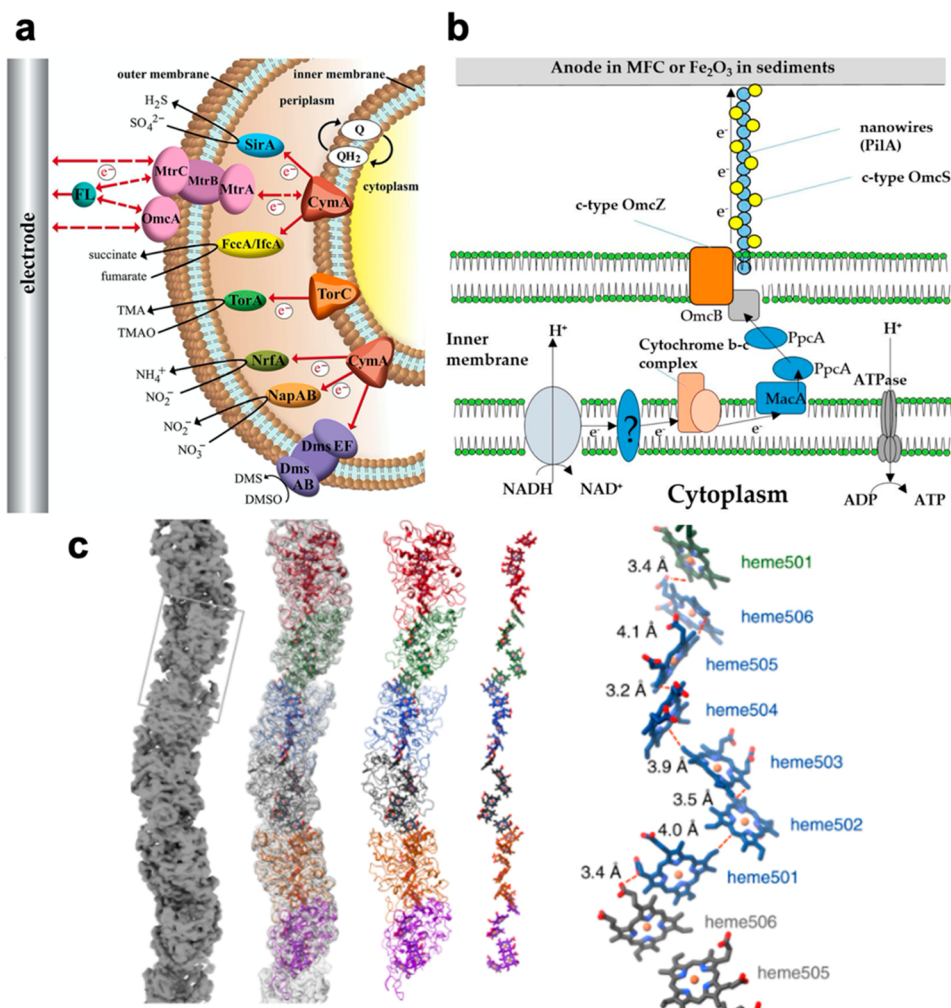 a
outer membrane
inner membrane
periplasm
H₂S
SO₄²⁻
SirA
Q
QH₂
cytoplasm
e⁻
MtrC
MtrB
MtrA
FL
e⁻
CymA
OmcA
electrode
FccA/IfcA
succinate
fumarate
TorA
TorC
e⁻
TMA
TMAO
NrfA
CymA
e⁻
NH₄⁺
NO₂⁻
NapAB
e⁻
NO₂⁻
NO₃⁻
Dms EF
Dms
AB
DMS
DMSO
b
Anode in MFC or Fe₂O₃ in sediments
e⁻
nanowires
(PilA)
c-type OmcS
c-type OmcZ
e⁻
OmcB
H⁺
PpcA
H⁺
Inner
membrane
Cytochrome b-c
complex
PpcA
ATPase
MacA
?
e⁻
e⁻
e⁻
NADH
NAD⁺
Cytoplasm
ADP
ATP
c
heme501
3.4 Å
heme506
4.1 Å
heme505
3.2 Å
heme504
3.9 Å
heme503
3.5 Å
heme502
4.0 Å
heme501
3.4 Å
heme506
heme505